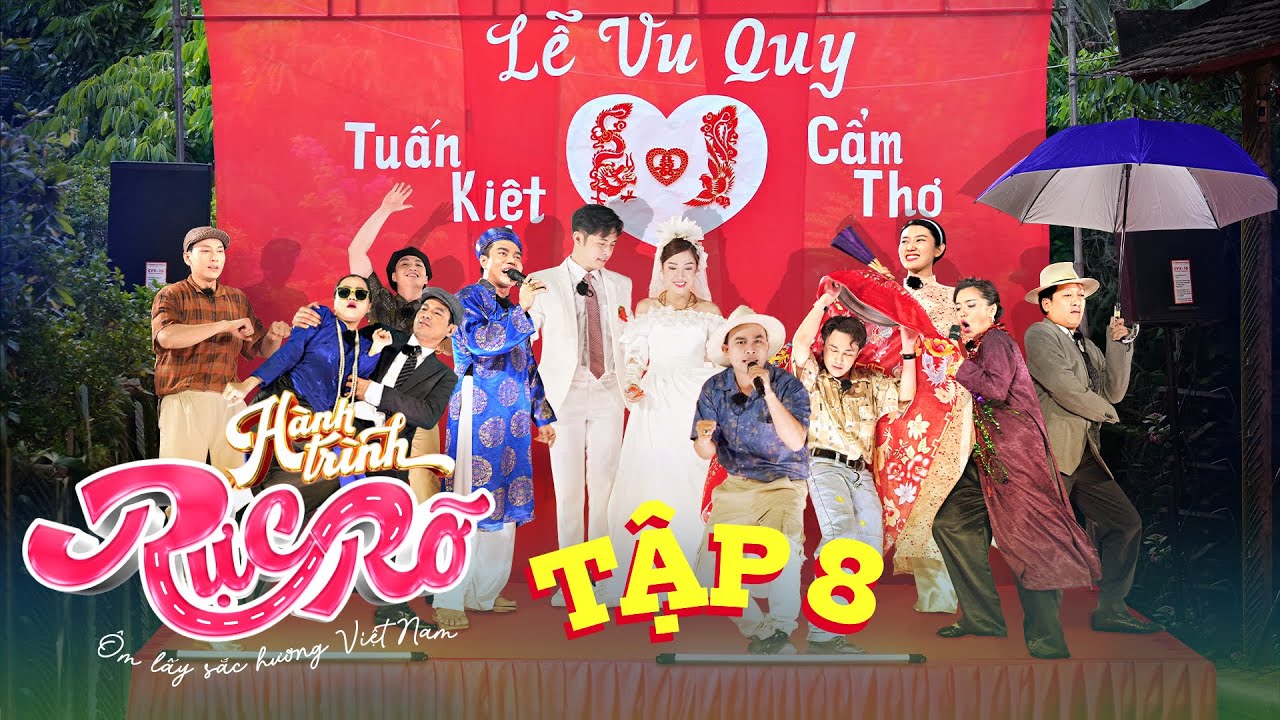 Lễ Vu Quy
Tuấn
Kiệt
Cẩm
Thơ
Hành
trình
Rực Rỡ
Ôm lấy sắc hương Việt Nam
TẬP 8